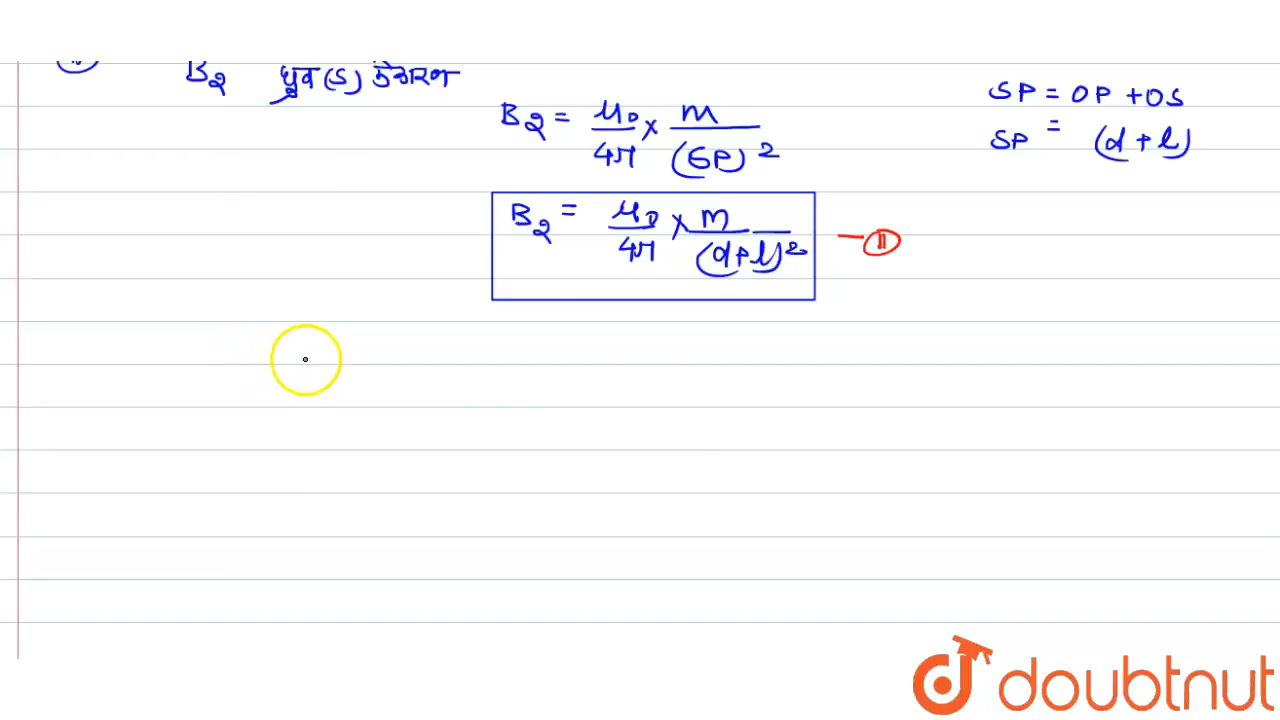 B₂ ध्रुव (S) के कारण
B₂ = μ₀/4π × m/(SP)²
SP = OP + OS
SP = (d + l)
B₂ = μ₀/4π × m/(d+l)² — II
doubtnut